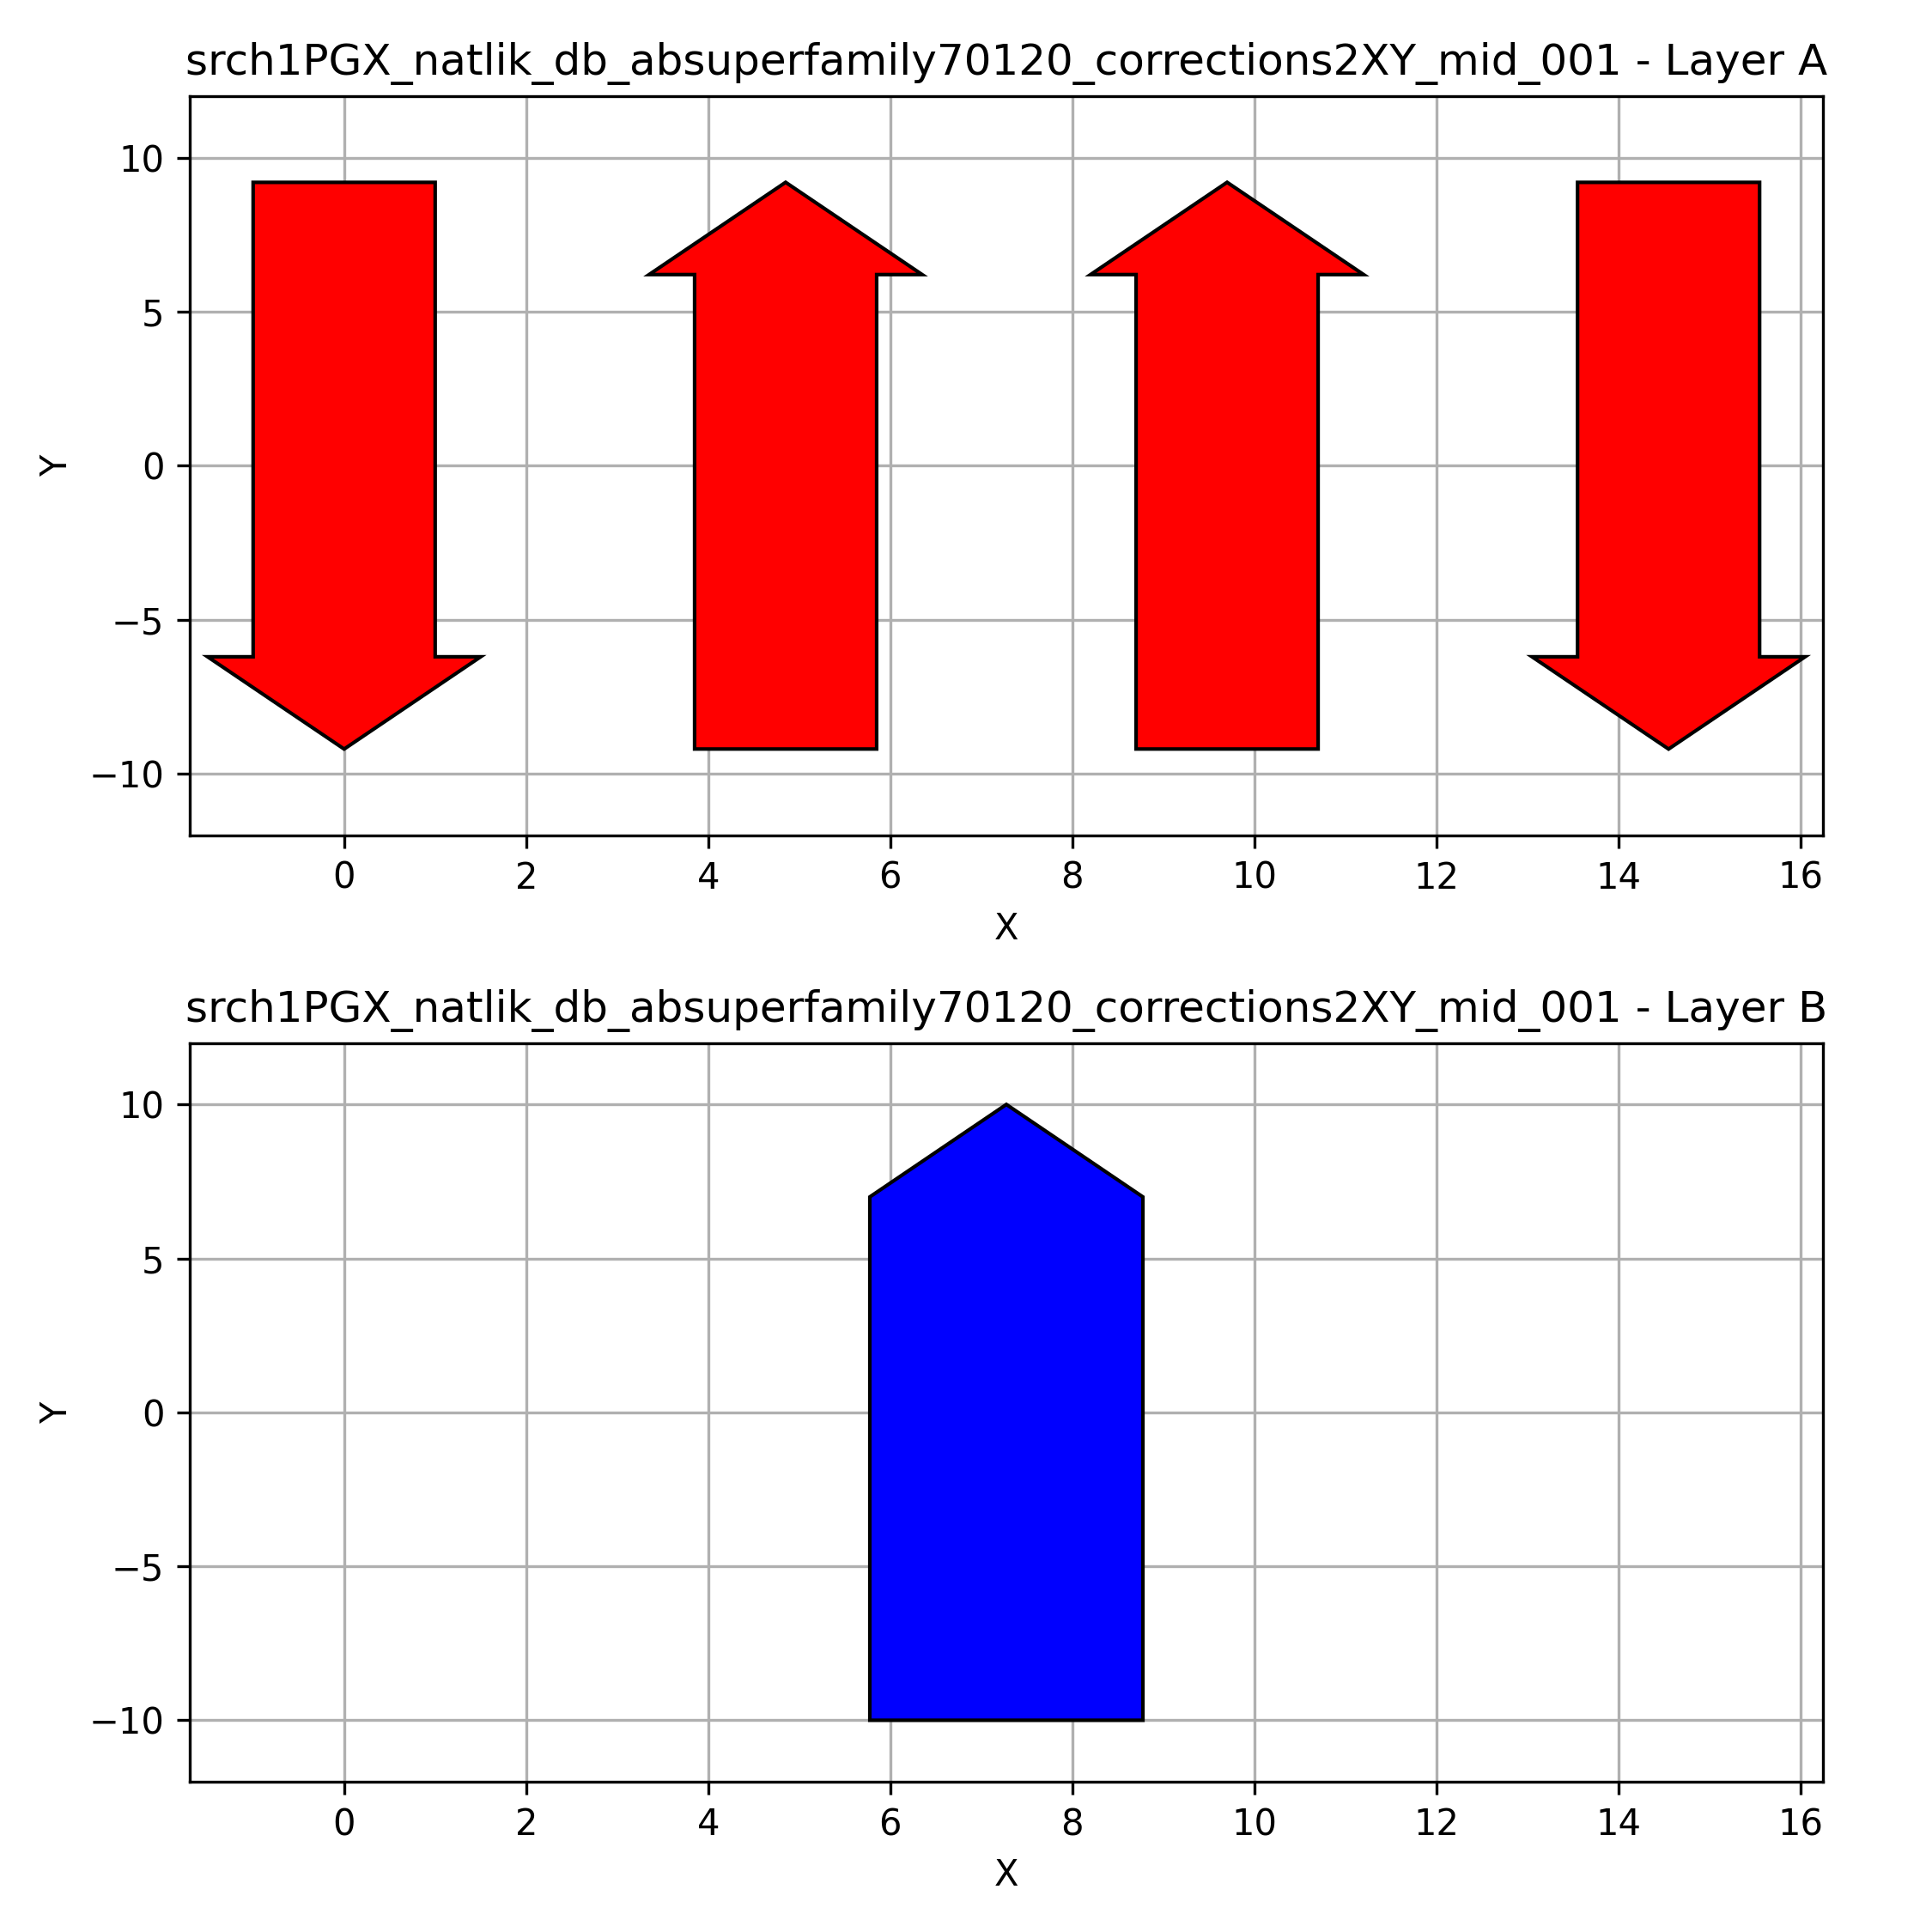 srch1PGX_natlik_db_absuperfamily70120_corrections2XY_mid_001 - Layer A
10
5
0
−5
−10
Y
0 2 4 6 8 10 12 14 16
X
srch1PGX_natlik_db_absuperfamily70120_corrections2XY_mid_001 - Layer B
10
5
0
−5
−10
Y
0 2 4 6 8 10 12 14 16
X